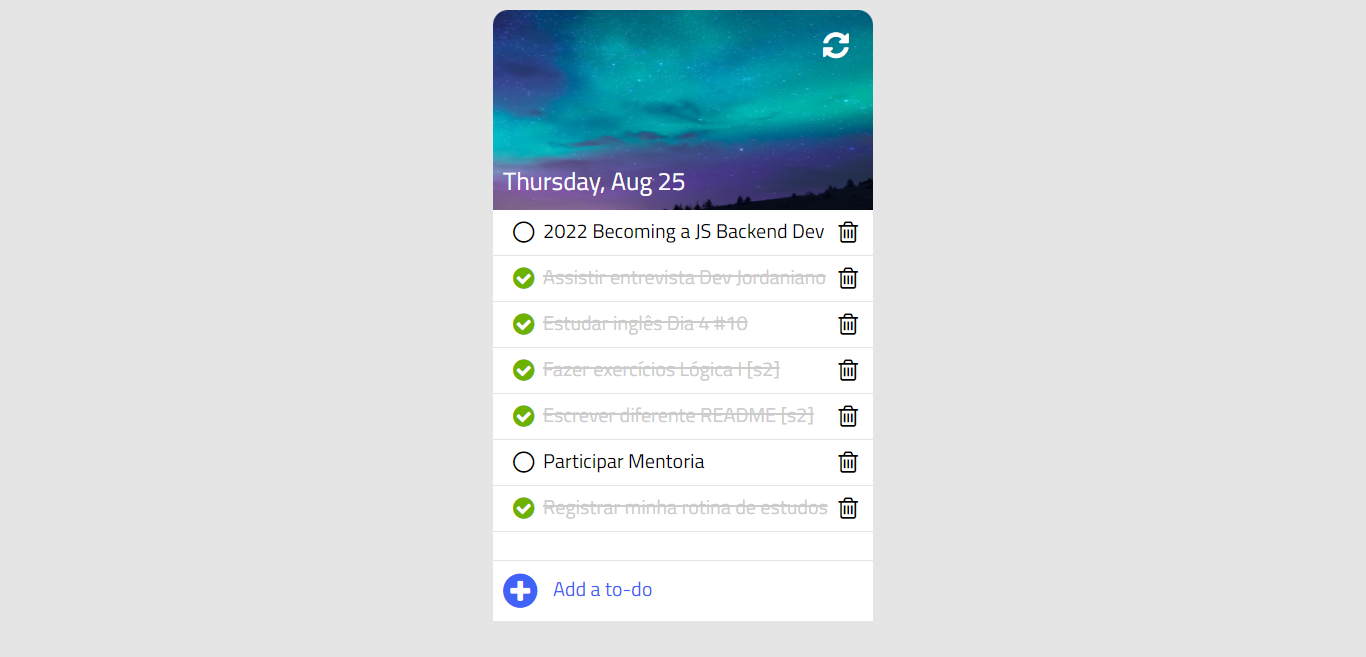 Thursday, Aug 25
2022 Becoming a JS Backend Dev
Assistir entrevista Dev Jordaniano
Estudar inglês Dia 4 #10
Fazer exercícios Lógica I [s2]
Escrever diferente README [s2]
Participar Mentoria
Registrar minha rotina de estudos
Add a to-do